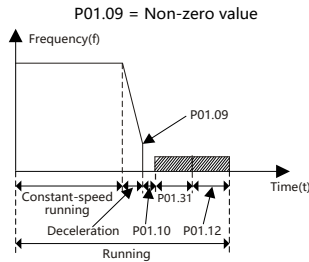 P01.09 = Non-zero value
Frequency(f)
P01.09
Time(t)
Constant-speed
running
P01.31
Deceleration
P01.10
P01.12
Running